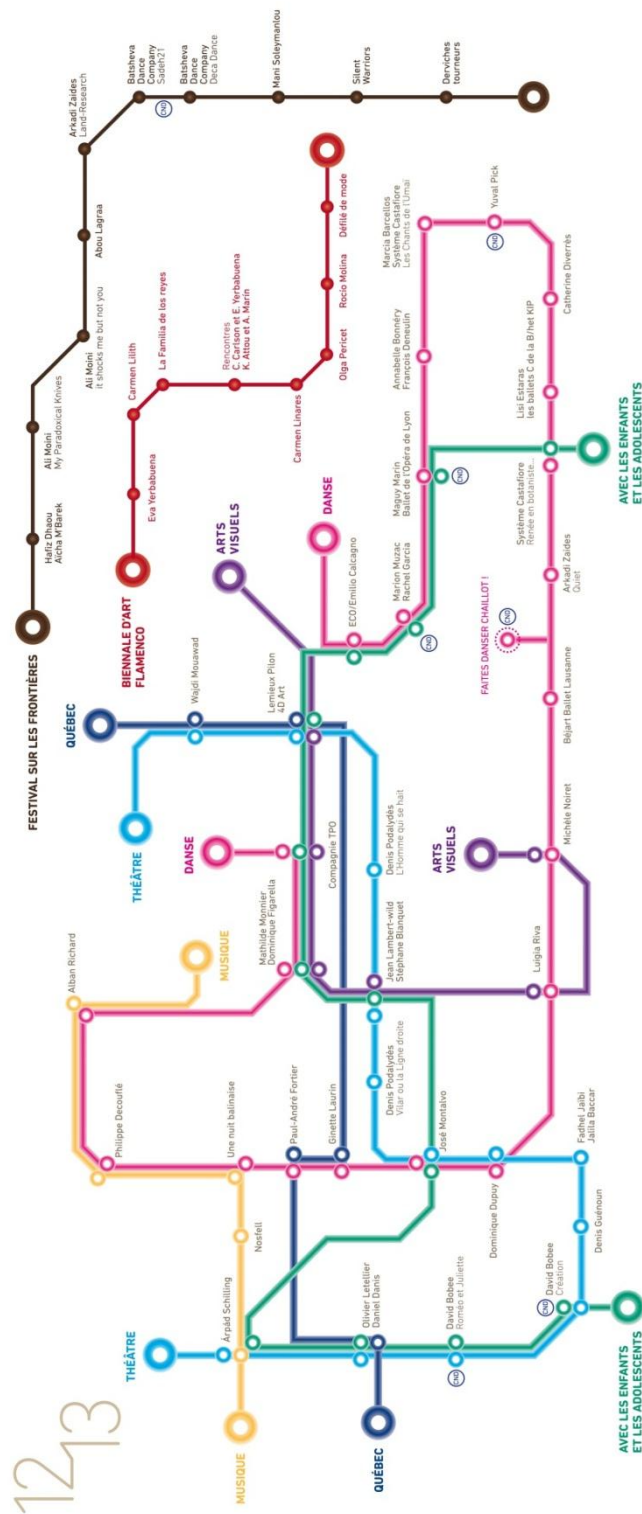 12
13
FESTIVAL SUR LES FRONTIÈRES
Hafiz Dhaou
Aïcha M'Barek
Ali Moini
My Paradoxical Knives
Ali Moini
it shocks me but not you
Abou Lagraa
Arkadi Zaides
Land-Research
Batsheva
Dance
Company
Sadeh21
CND
Batsheva
Dance
Company
Deca Dance
Mani Soleymanlou
Silent
Warriors
Derviches
tourneurs
BIENNALE D'ART
FLAMENCO
Eva Yerbabuena
Carmen Lilith
La Familia de los reyes
Rencontres
C. Carlson et E. Yerbabuena
K. Attou et A. Marin
Carmen Linares
Olga Pericet
Rocio Molina
Défilé de mode
QUÉBEC
Wajdi Mouawad
Lemieux Pilon
4D Art
THÉÂTRE
ARTS
VISUELS
DANSE
ECO/Emilio Calcagno
Marion Muzac
Rachel Garcia
CND
Maguy Marin
Ballet de l'Opéra de Lyon
CND
Annabelle Bonnéry
François Deneulin
Marcia Barcellos
Système Castafiore
Les Chants de l'Umaï
Yuval Pick
CND
Catherine Diverrès
Lisi Estaras
les ballets C de la B/het KIP
Système Castafiore
Renée en botaniste...
AVEC LES ENFANTS
ET LES ADOLESCENTS
Arkadi Zaides
Quiet
FAITES DANSER CHAILLOT !
CND
Béjart Ballet Lausanne
Michèle Noiret
ARTS
VISUELS
Luigia Riva
DANSE
Compagnie TPO
Mathilde Monnier
Dominique Figarella
Denis Podalydès
L'Homme qui se hait
Jean Lambert-wild
Stéphane Blanquet
Denis Podalydès
Vilar ou la Ligne droite
MUSIQUE
Alban Richard
Philippe Decouflé
Une nuit balinaise
Nosfell
Paul-André Fortier
Ginette Laurin
José Montalvo
Dominique Dupuy
Fadhel Jaïbi
Jalila Baccar
Denis Guénoun
THÉÂTRE
Árpád Schilling
MUSIQUE
QUÉBEC
Olivier Letellier
Daniel Danis
David Bobee
Roméo et Juliette
CND
David Bobee
Création
CND
AVEC LES ENFANTS
ET LES ADOLESCENTS